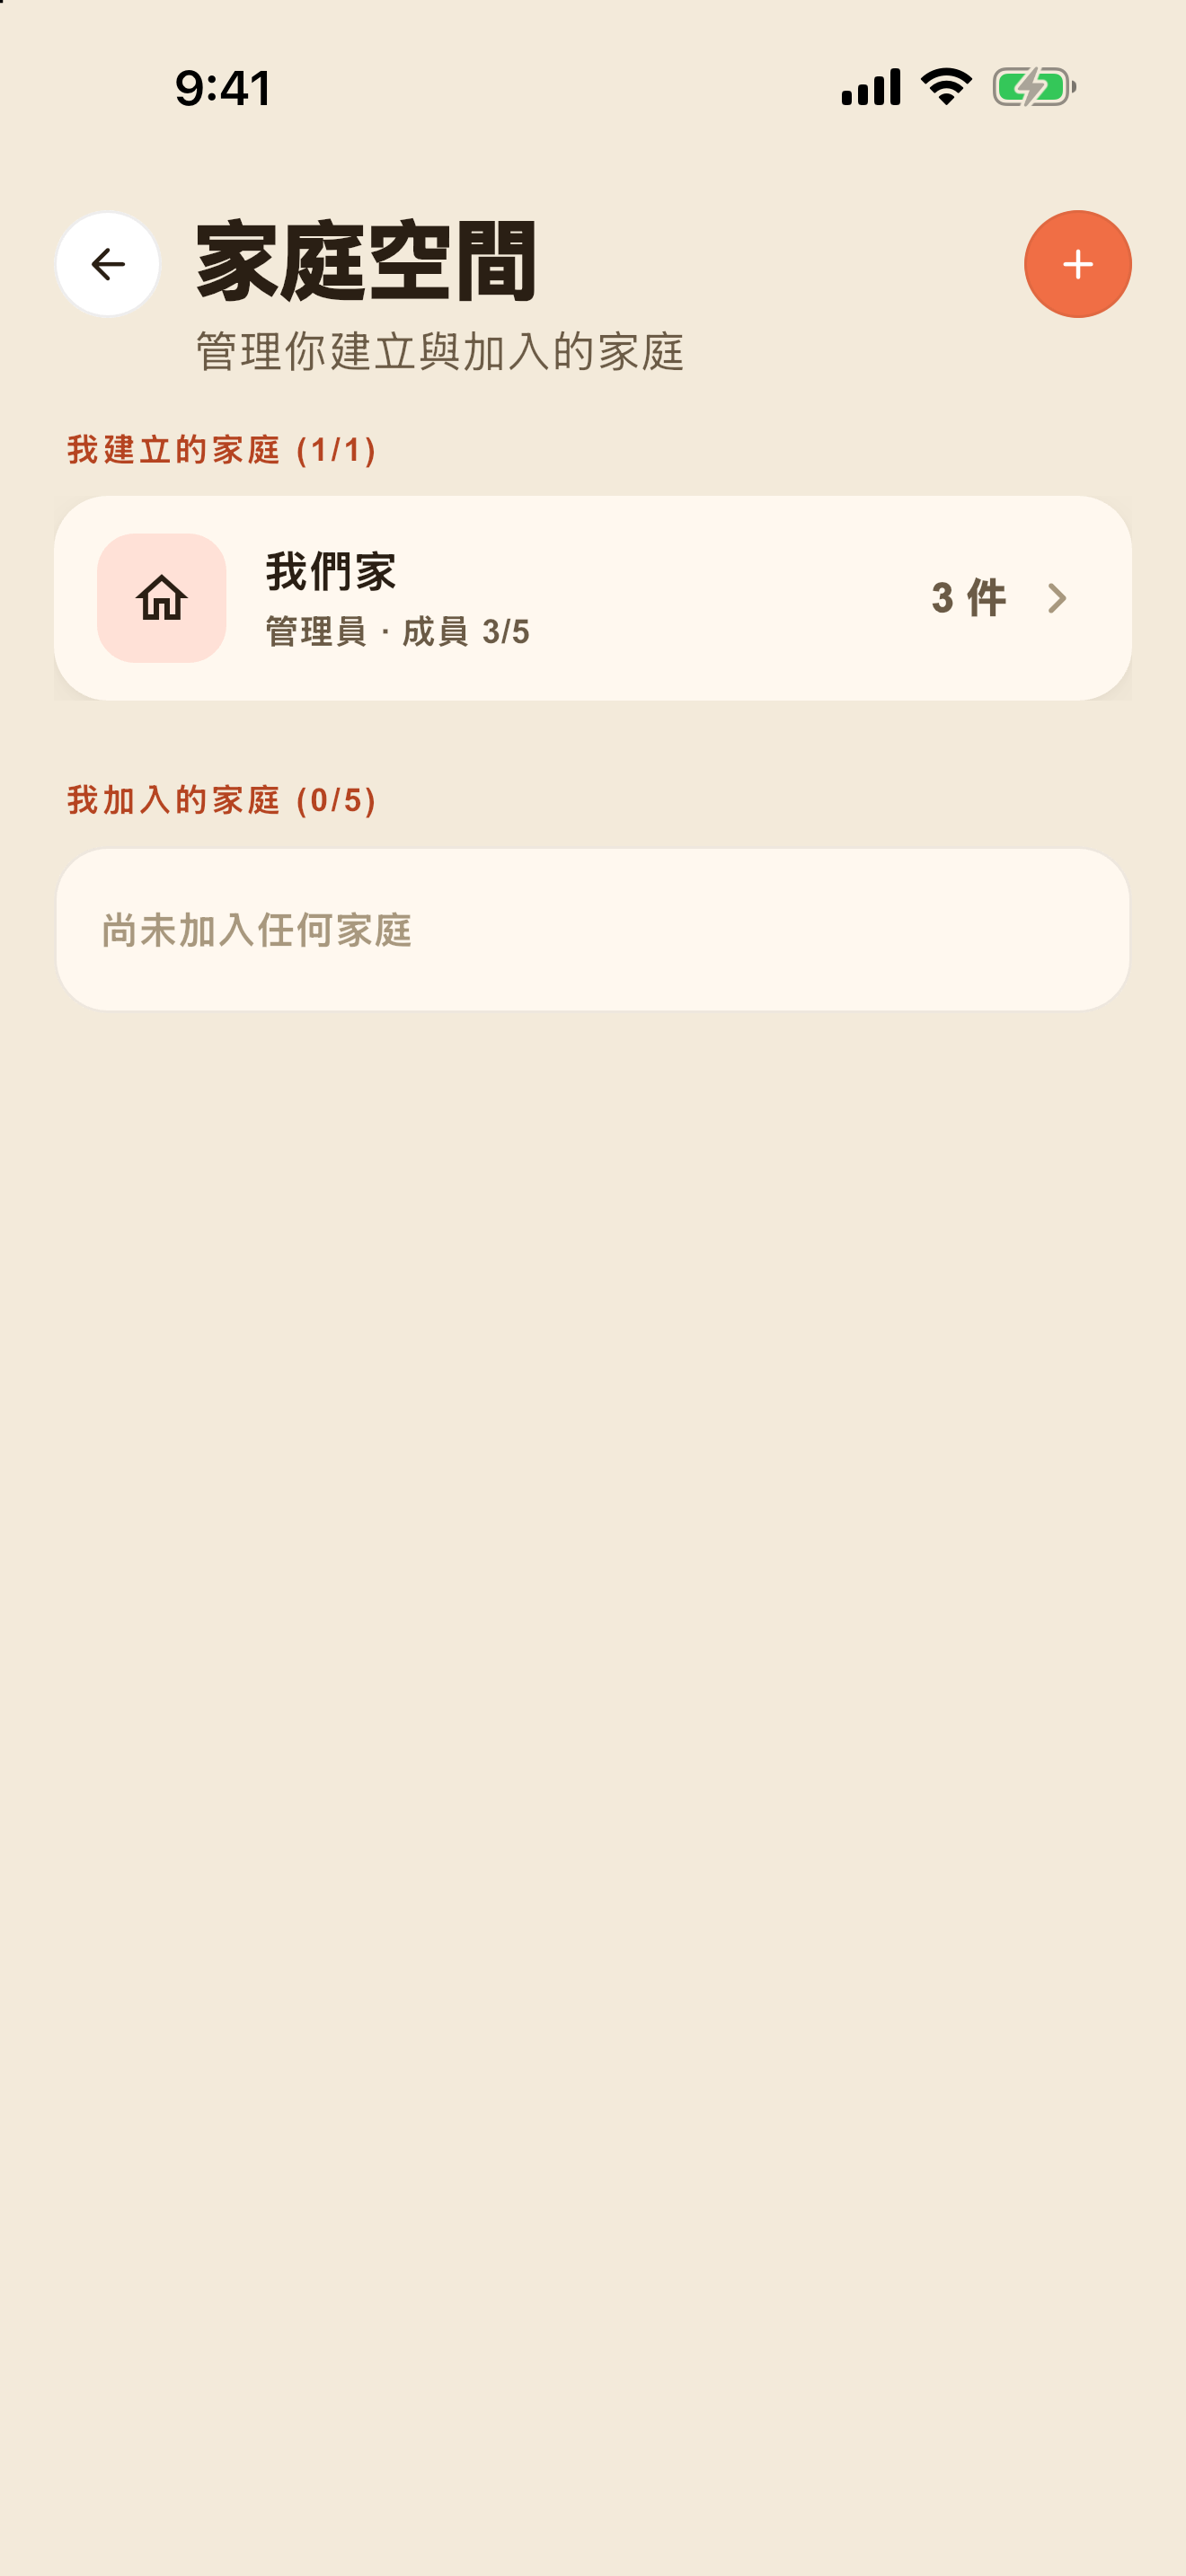 9:41
家庭空間
管理你建立與加入的家庭
我建立的家庭 (1/1)
我們家
管理員 · 成員 3/5
3 件
我加入的家庭 (0/5)
尚未加入任何家庭